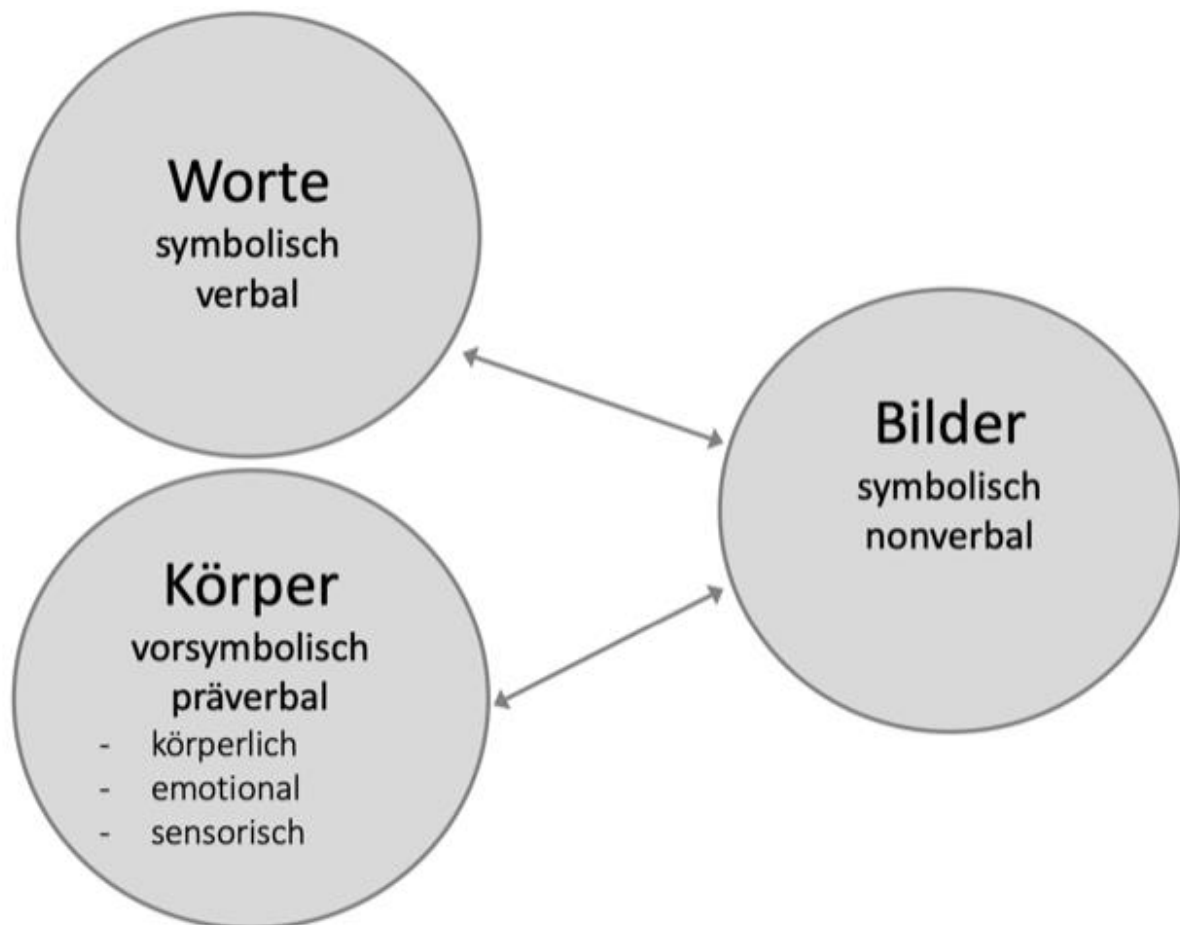 Worte
symbolisch
verbal
Bilder
symbolisch
nonverbal
Körper
vorsymbolisch
präverbal
- körperlich
- emotional
- sensorisch